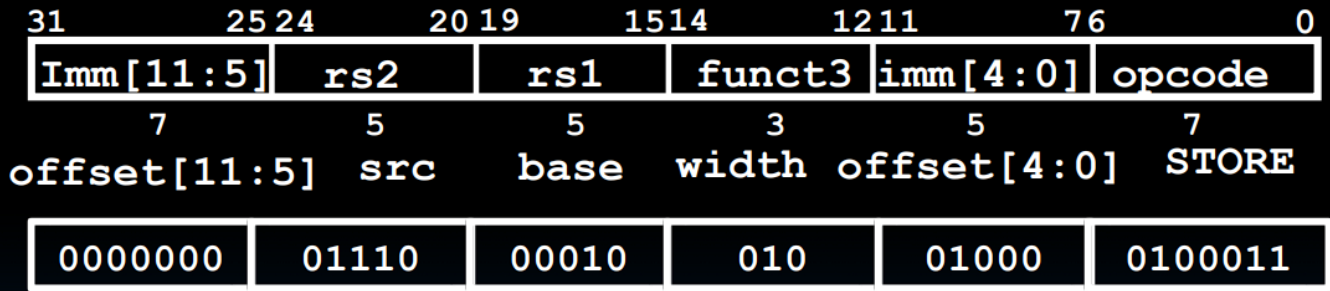 31 25 24 20 19 15 14 12 11 7 6 0
Imm[11:5] rs2 rs1 funct3 imm[4:0] opcode
7 5 5 3 5 7
offset[11:5] src base width offset[4:0] STORE
0000000 01110 00010 010 01000 0100011